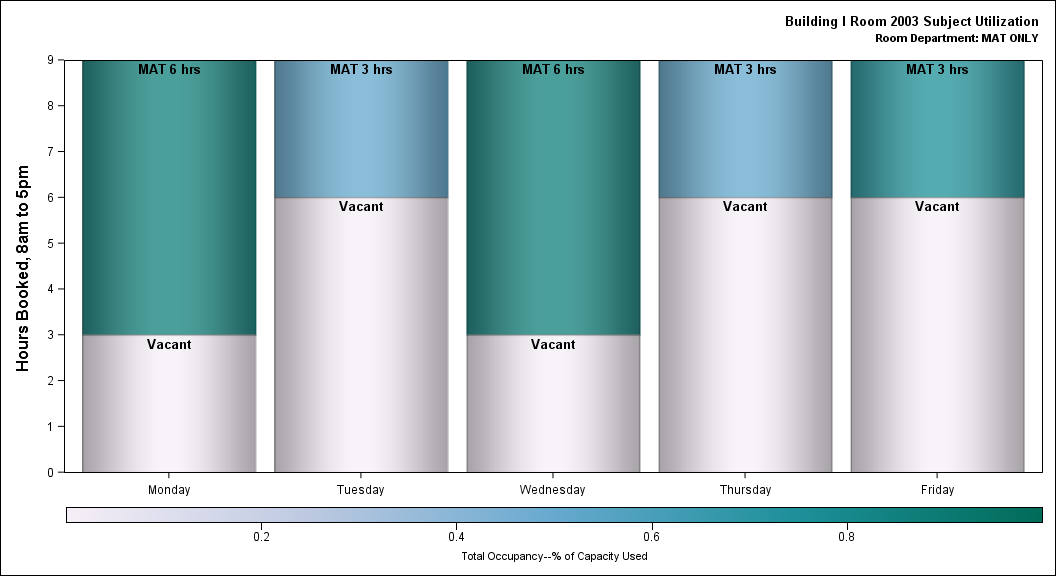 Building I Room 2003 Subject Utilization
Room Department: MAT ONLY
Hours Booked, 8am to 5pm
9
8
7
6
5
4
3
2
1
0
MAT 6 hrs
MAT 3 hrs
MAT 6 hrs
MAT 3 hrs
MAT 3 hrs
Vacant
Vacant
Vacant
Vacant
Vacant
Monday
Tuesday
Wednesday
Thursday
Friday
0.2
0.4
0.6
0.8
Total Occupancy--% of Capacity Used